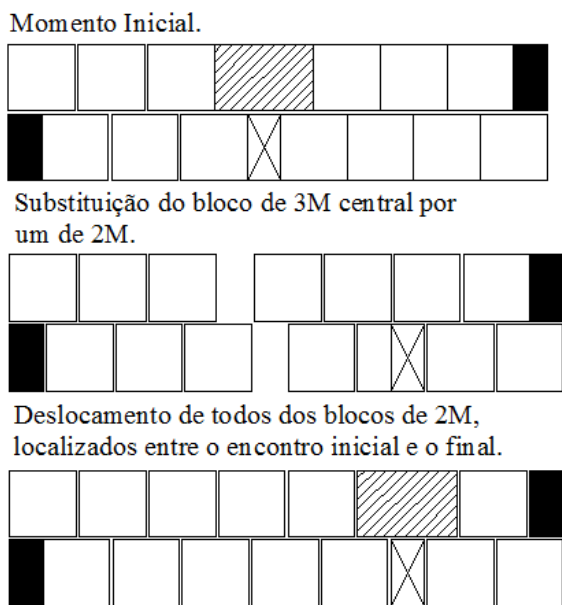 Momento Inicial.
Substituição do bloco de 3M central por
um de 2M.
Deslocamento de todos dos blocos de 2M,
localizados entre o encontro inicial e o final.